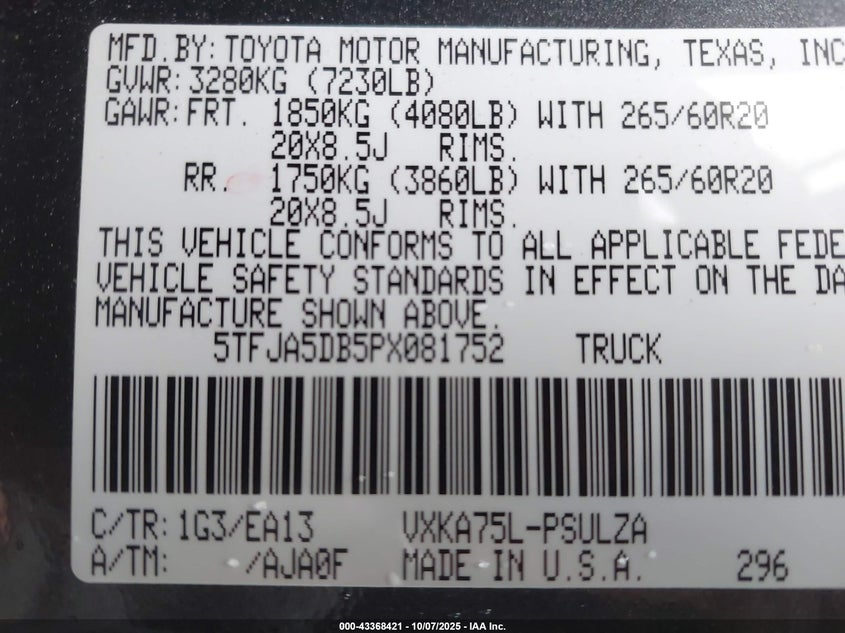 MFD.BY: TOYOTA MOTOR MANUFACTURING, TEXAS, INC
GVWR: 3280KG (7230LB)
GAWR: FRT. 1850KG (4080LB) WITH 265/60R20
20X8.5J RIMS.
RR. 1750KG (3860LB) WITH 265/60R20
20X8.5J RIMS.
THIS VEHICLE CONFORMS TO ALL APPLICABLE FEDE
VEHICLE SAFETY STANDARDS IN EFFECT ON THE DA
MANUFACTURE SHOWN ABOVE.
5TFJA5DB5PX081752 TRUCK
C/TR: 1G3/EA13 VXKA75L-PSULZA
A/TM: /AJA0F MADE IN U.S.A. 296
000-43368421 - 10/07/2025 - IAA Inc.